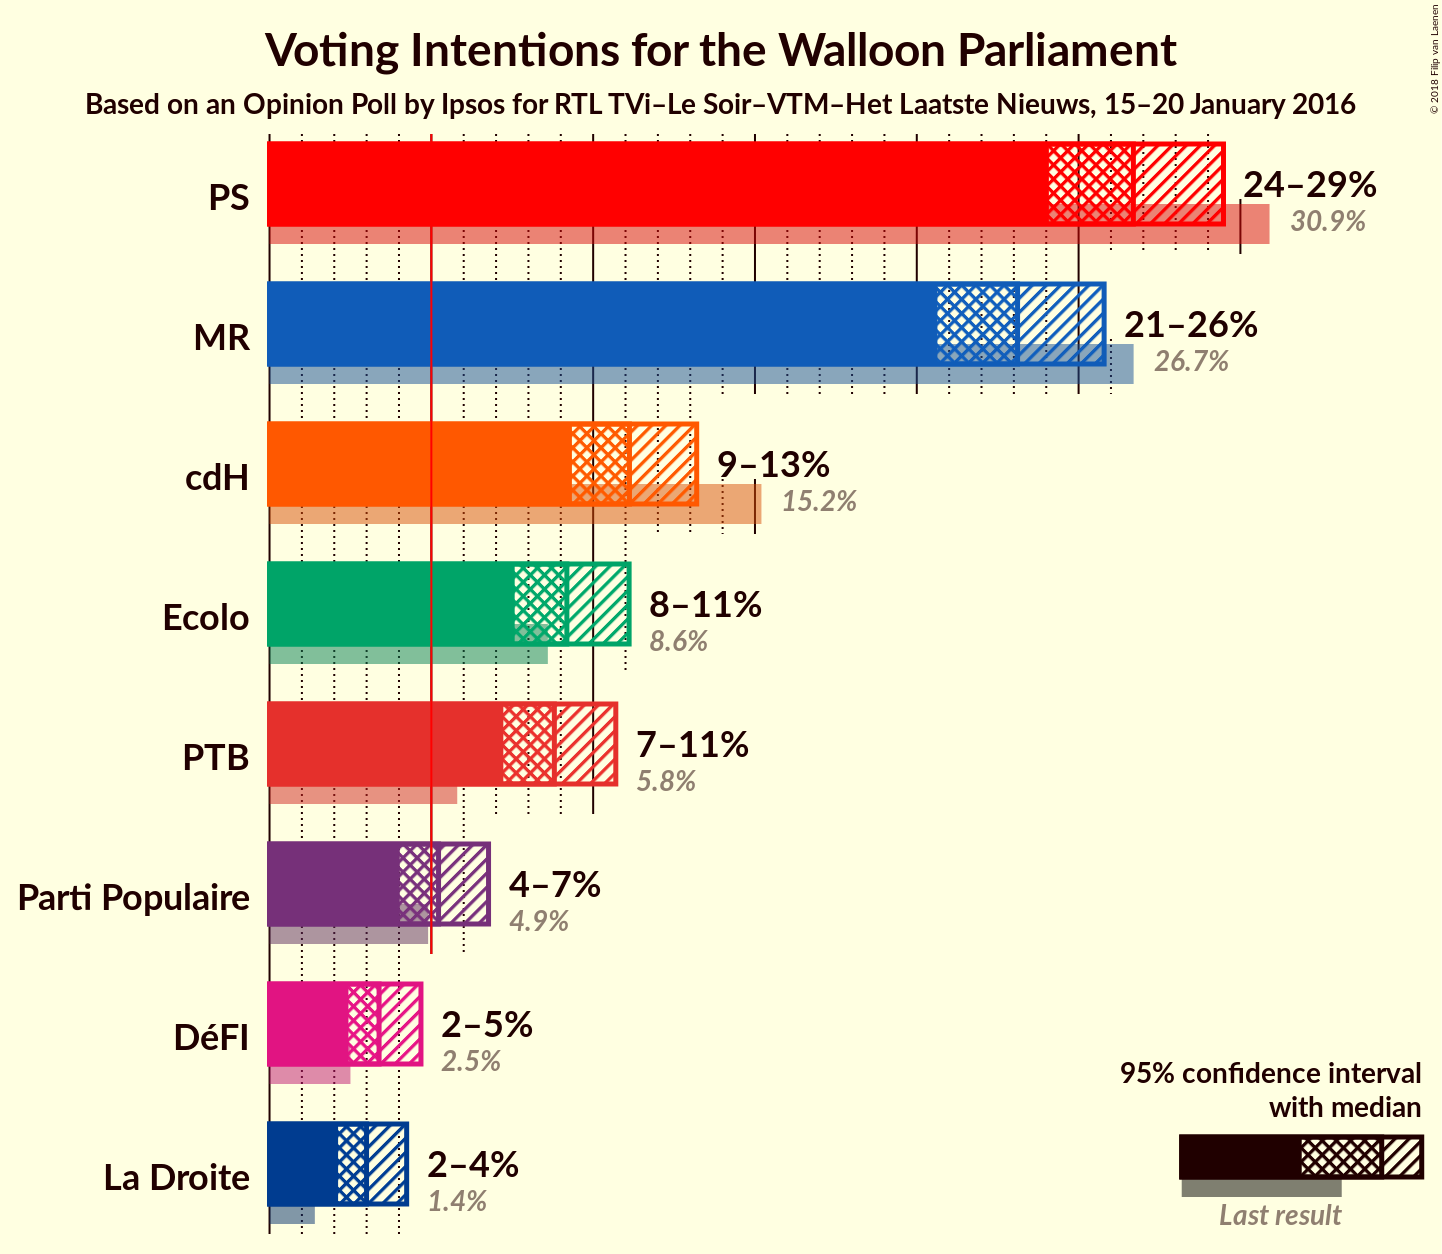 Voting Intentions for the Walloon Parliament
Based on an Opinion Poll by Ipsos for RTL TVi–Le Soir–VTM–Het Laatste Nieuws, 15–20 January 2016
© 2018 Filip van Laenen
PS
24–29%
30.9%
MR
21–26%
26.7%
cdH
9–13%
15.2%
Ecolo
8–11%
8.6%
PTB
7–11%
5.8%
Parti Populaire
4–7%
4.9%
DéFI
2–5%
2.5%
La Droite
2–4%
1.4%
95% confidence interval
with median
Last result